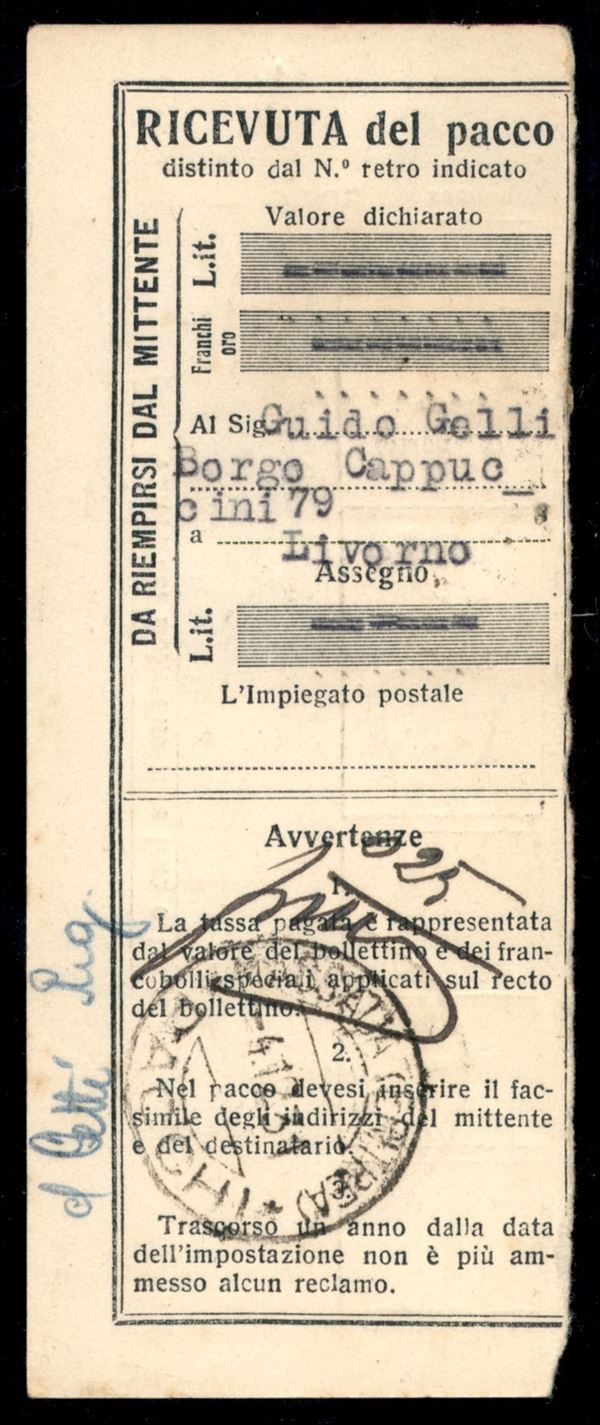 RICEVUTA del pacco
distinto dal N.º retro indicato
DA RIEMPIRSI DAL MITTENTE
Valore dichiarato
L.it.
Franchi
oro
Al Sig. Guido Gelli
Borgo Cappuc_
cini 79
a Livorno
Assegno
L.it.
L'Impiegato postale
Avvertenze
1.
La tassa pagata è rappresentata
dal valore del bollettino e dei fran-
cobolli speciali applicati sul recto
del bollettino.
2.
Nel pacco devesi inserire il fac-
simile degli indirizzi del mittente
e del destinatario.
3.
Trascorso un anno dalla data
dell'impostazione non è più am-
messo alcun reclamo.